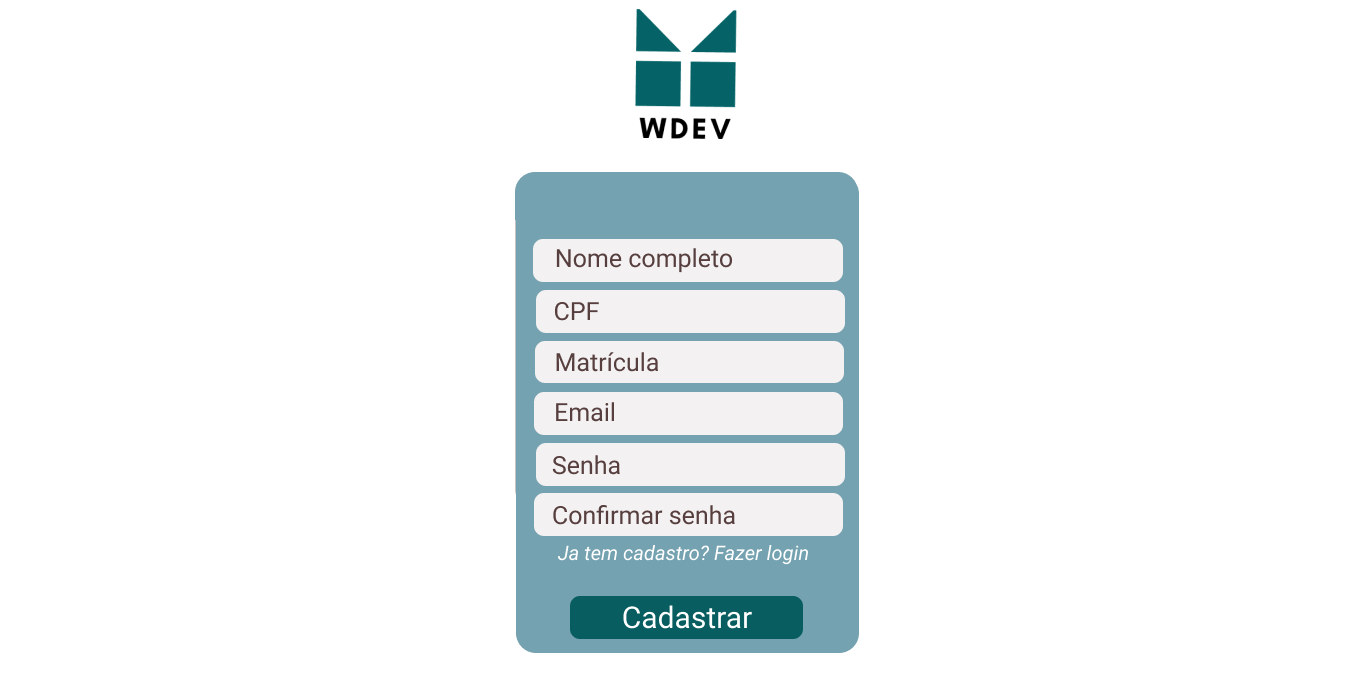 WDEV
Nome completo
CPF
Matrícula
Email
Senha
Confirmar senha
Ja tem cadastro? Fazer login
Cadastrar